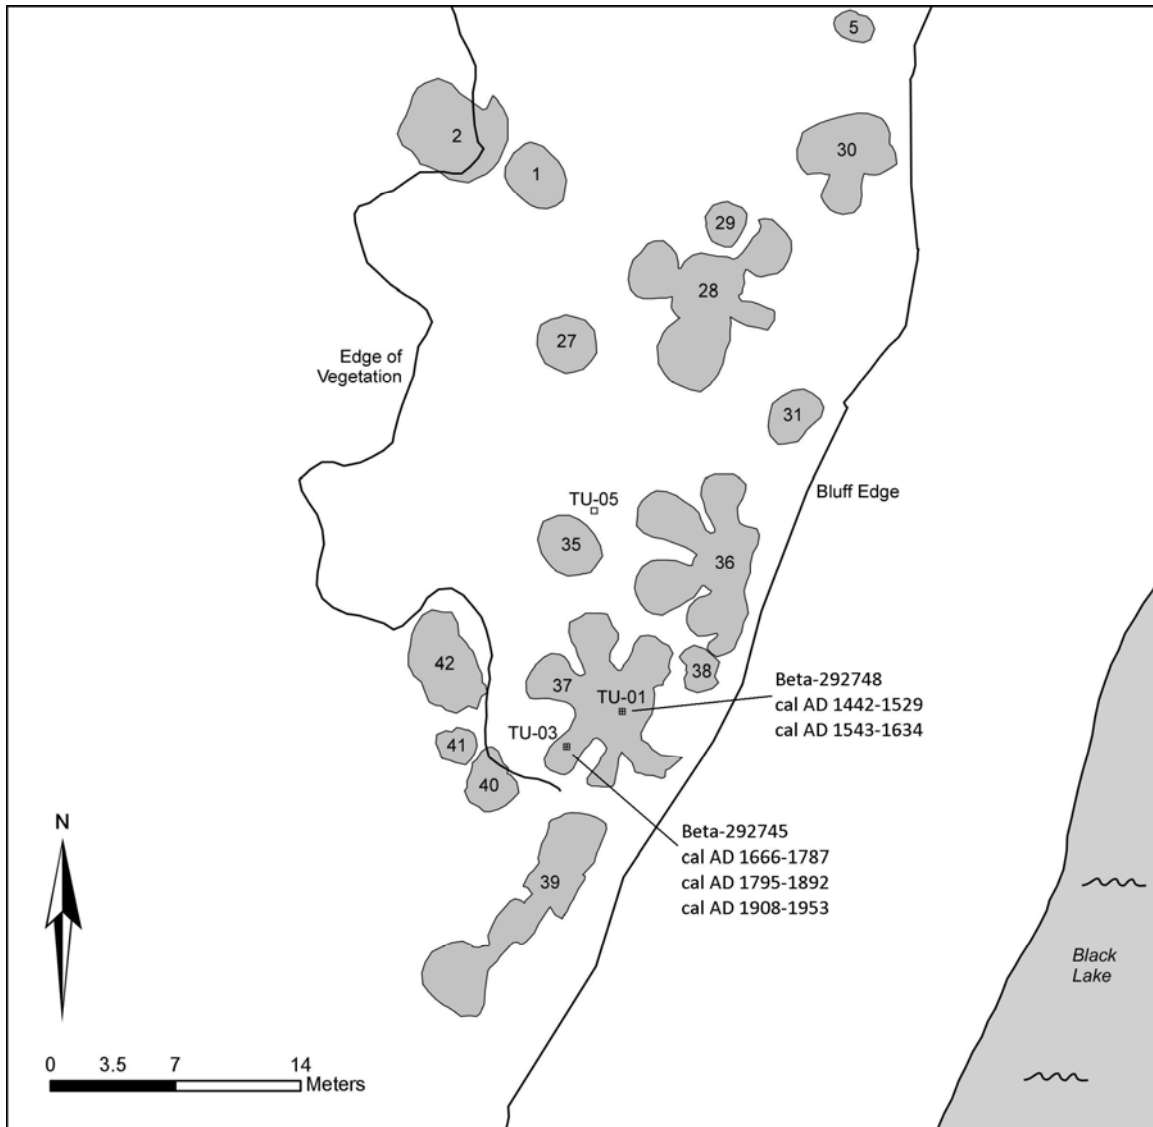 5
2
30
1
29
28
27
Edge of
Vegetation
31
Bluff Edge
TU-05
35
36
42
37
38
TU-01
Beta-292748
cal AD 1442-1529
cal AD 1543-1634
TU-03
41
40
N
Beta-292745
cal AD 1666-1787
cal AD 1795-1892
cal AD 1908-1953
39
Black
Lake
0 3.5 7 14
Meters